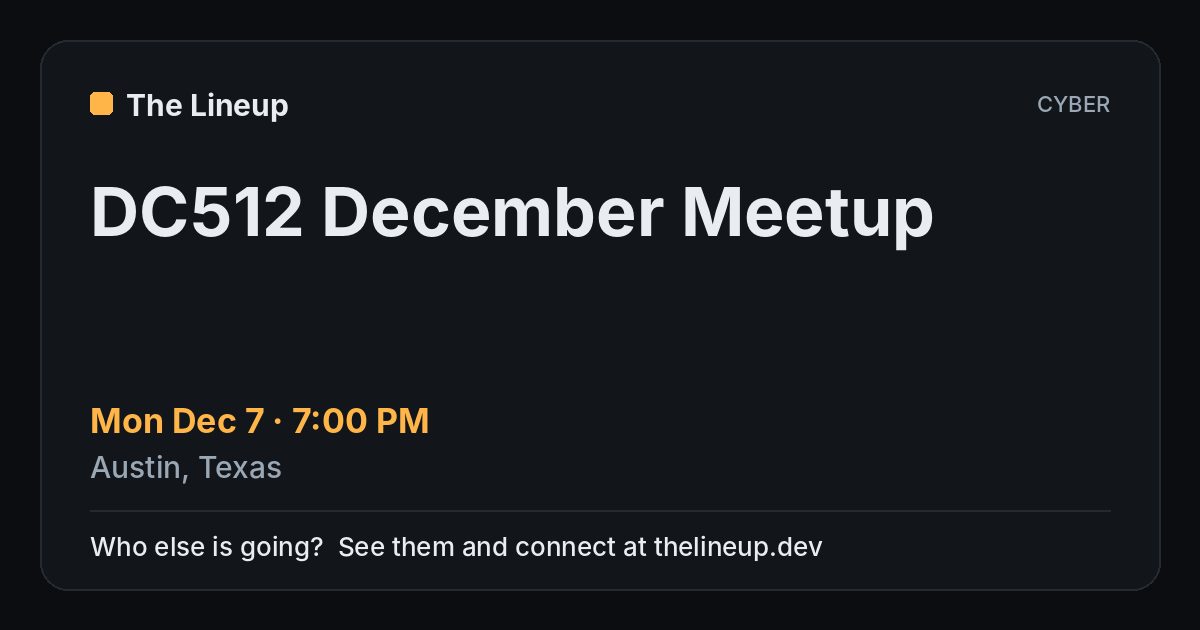 The Lineup
CYBER
DC512 December Meetup
Mon Dec 7 · 7:00 PM
Austin, Texas
Who else is going?  See them and connect at thelineup.dev